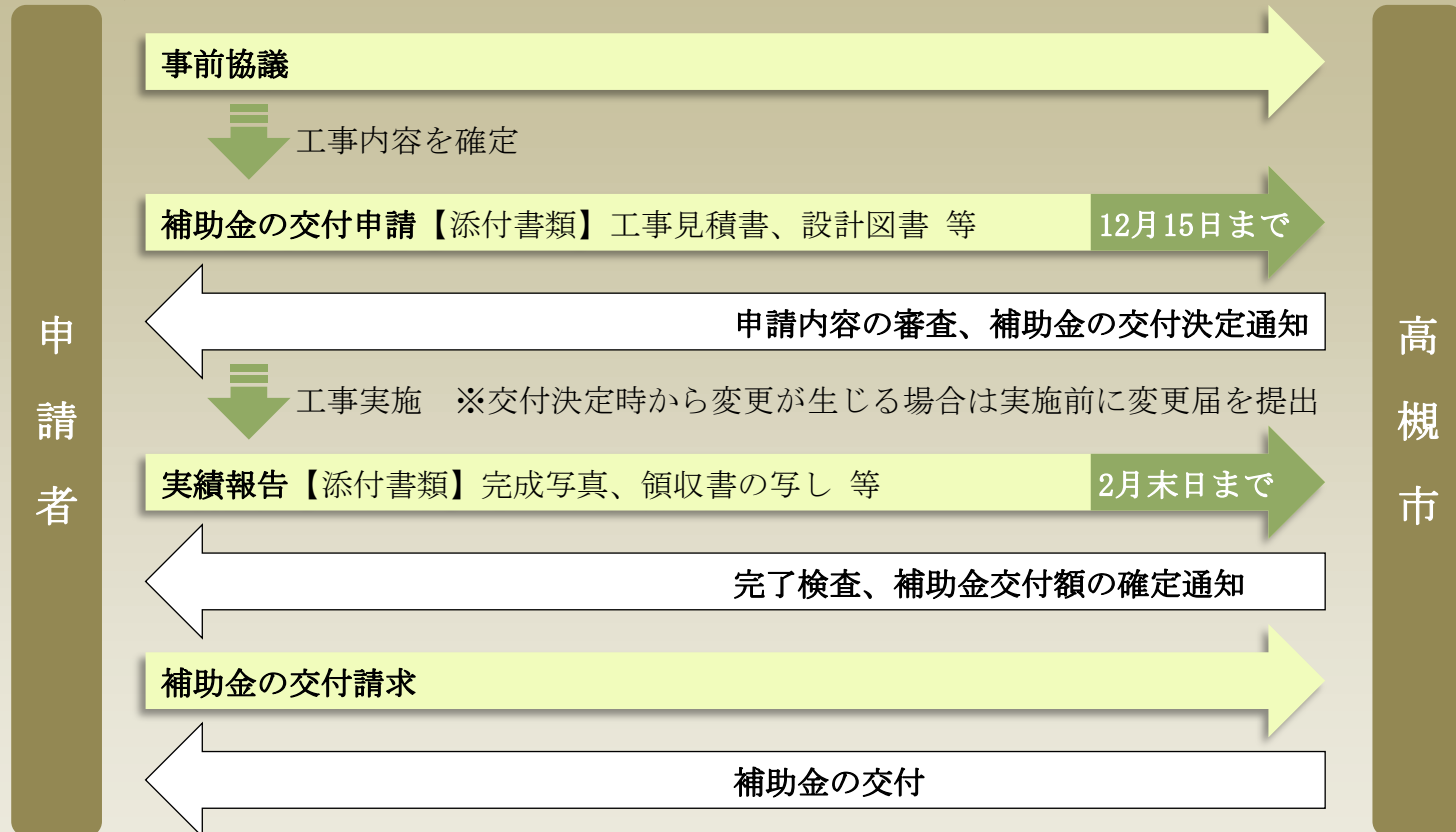 申請者
事前協議
工事内容を確定
補助金の交付申請【添付書類】工事見積書、設計図書 等 12月15日まで
申請内容の審査、補助金の交付決定通知
工事実施 ※交付決定時から変更が生じる場合は実施前に変更届を提出
実績報告【添付書類】完成写真、領収書の写し 等 2月末日まで
完了検査、補助金交付額の確定通知
補助金の交付請求
補助金の交付
高槻市